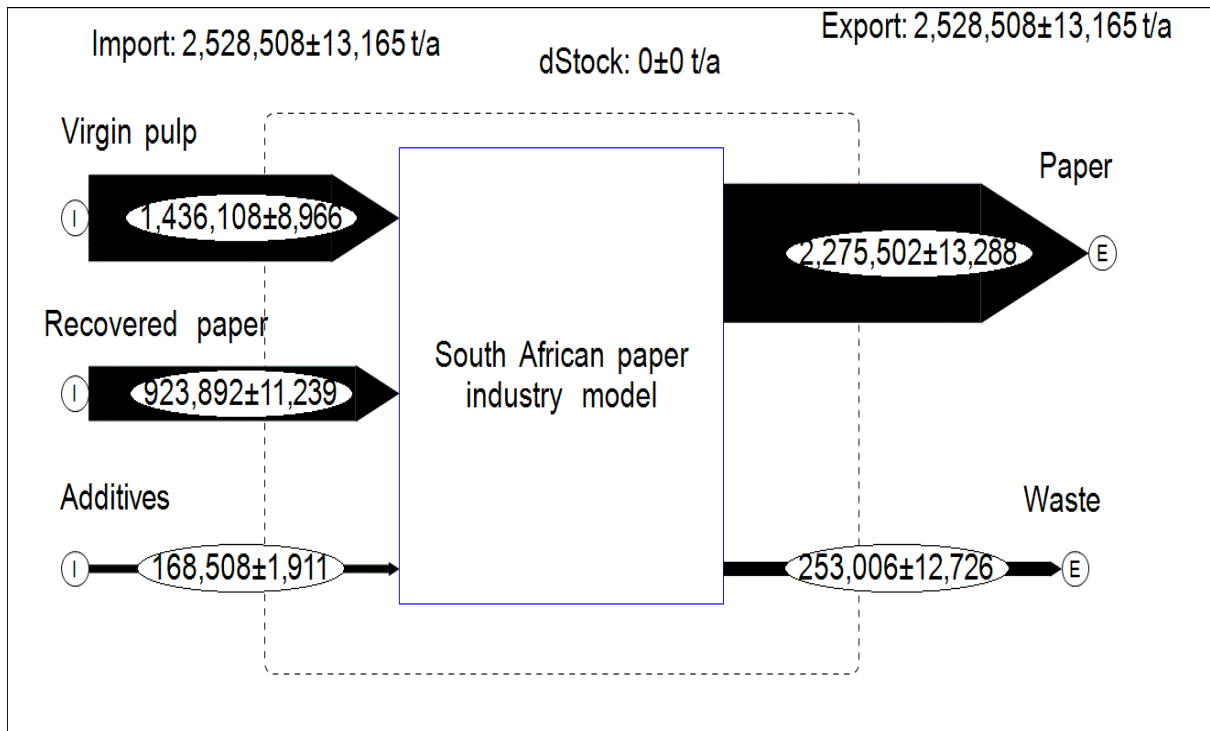 Import: 2,528,508±13,165 t/a
Export: 2,528,508±13,165 t/a
dStock: 0±0 t/a
Virgin pulp
I
1,436,108±8,966
Paper
2,275,502±13,288
E
Recovered paper
I
923,892±11,239
South African paper
industry model
Additives
I
168,508±1,911
Waste
253,006±12,726
E